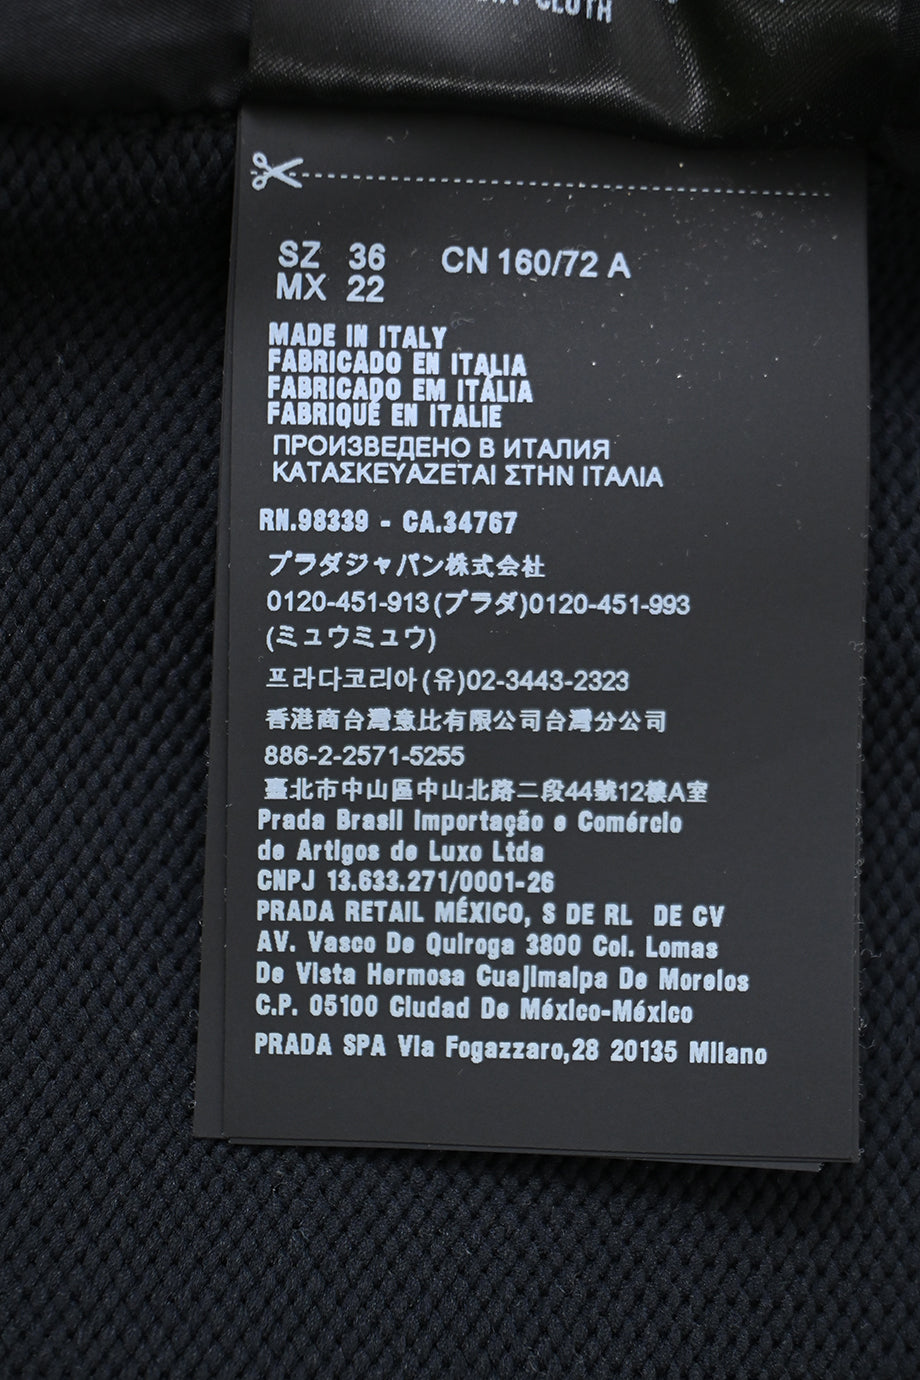 CLOTH
SZ 36 CN 160/72 A
MX 22
MADE IN ITALY
FABRICADO EN ITALIA
FABRICADO EM ITÁLIA
FABRIQUÉ EN ITALIE
ПРОИЗВЕДЕНО В ИТАЛИЯ
ΚΑΤΑΣΚΕΥΑΖΕΤΑΙ ΣΤΗΝ ΙΤΑΛΙΑ
RN.98339 - CA.34767
プラダジャパン株式会社
0120-451-913(プラダ)0120-451-993
(ミュウミュウ)
프라다코리아(유)02-3443-2323
香港商台灣意比有限公司台灣分公司
886-2-2571-5255
臺北市中山區中山北路二段44號12樓A室
Prada Brasil Importação e Comércio
de Artigos de Luxo Ltda
CNPJ 13.633.271/0001-26
PRADA RETAIL MÉXICO, S DE RL DE CV
AV. Vasco De Quiroga 3800 Col. Lomas
De Vista Hermosa Cuajimalpa De Morelos
C.P. 05100 Ciudad De México-México
PRADA SPA Via Fogazzaro,28 20135 Milano